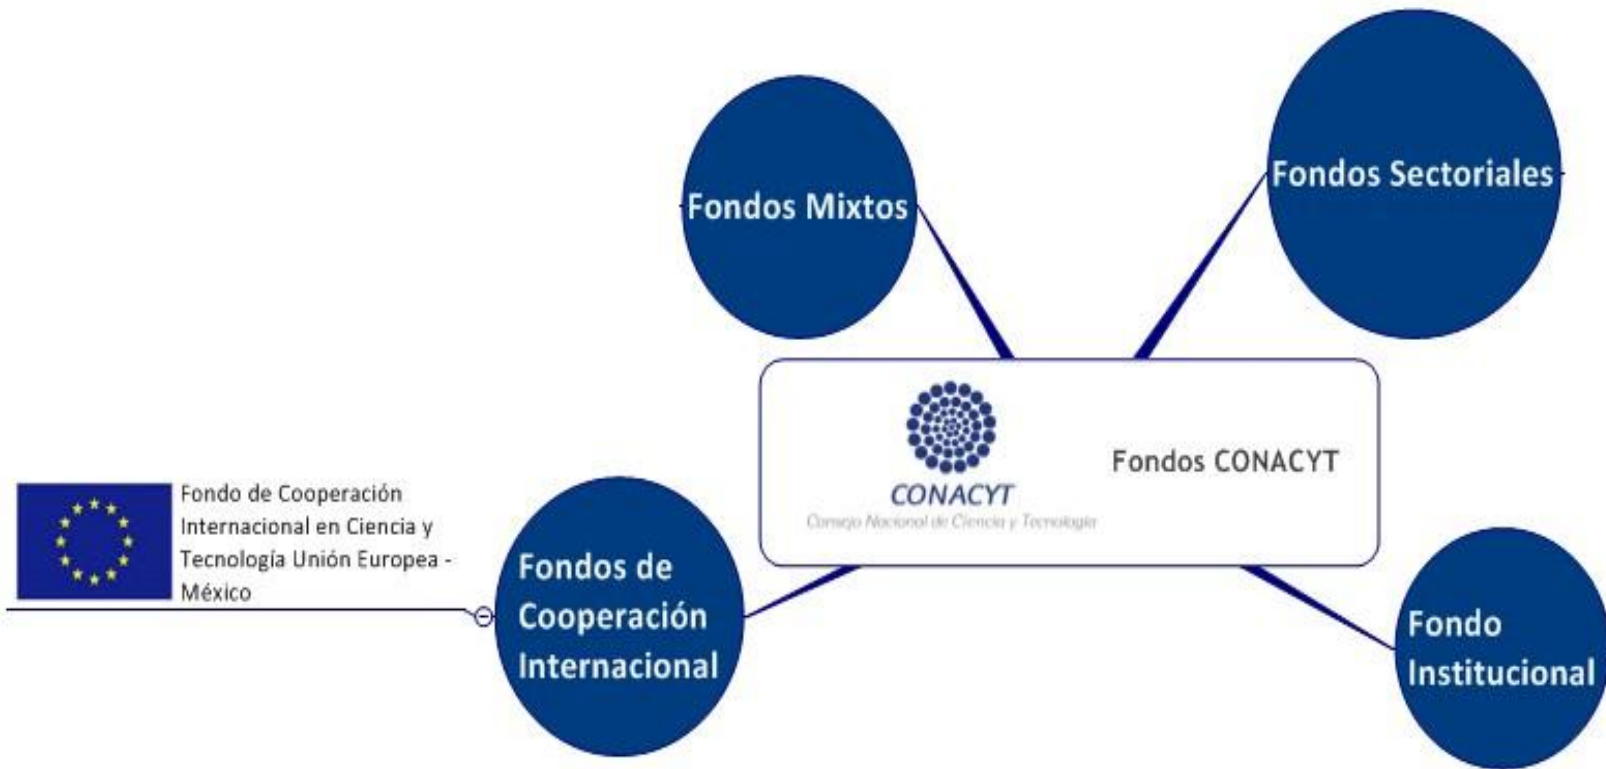 Fondos Sectoriales
Fondos Mixtos
CONACYT
Consejo Nacional de Ciencia y Tecnología
Fondos CONACYT
Fondo de Cooperación
Internacional en Ciencia y
Tecnología Unión Europea -
México
Fondos de
Cooperación
Internacional
Fondo
Institucional